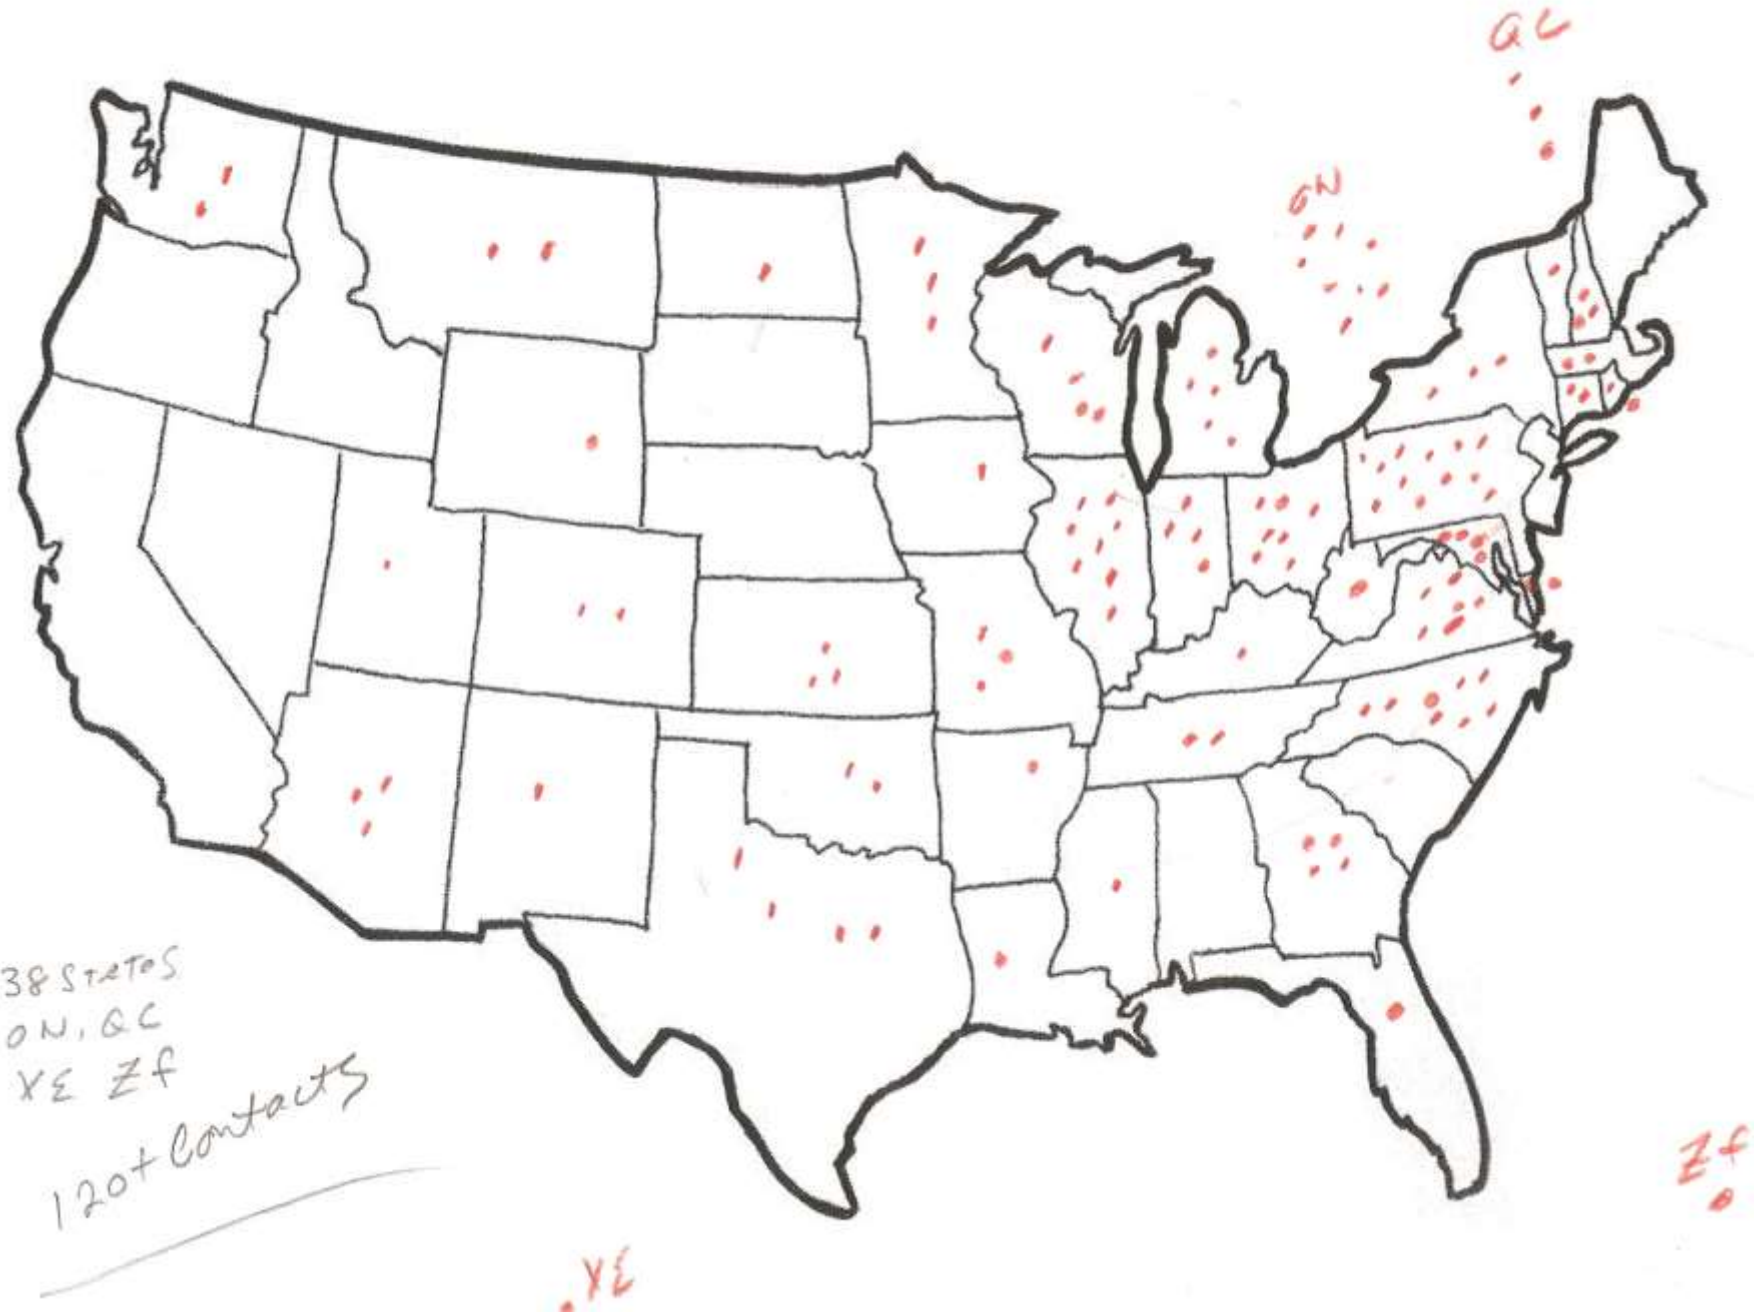 QC
ON
38 States
ON, QC
XE ZF
120+ Contacts
ZF
XE